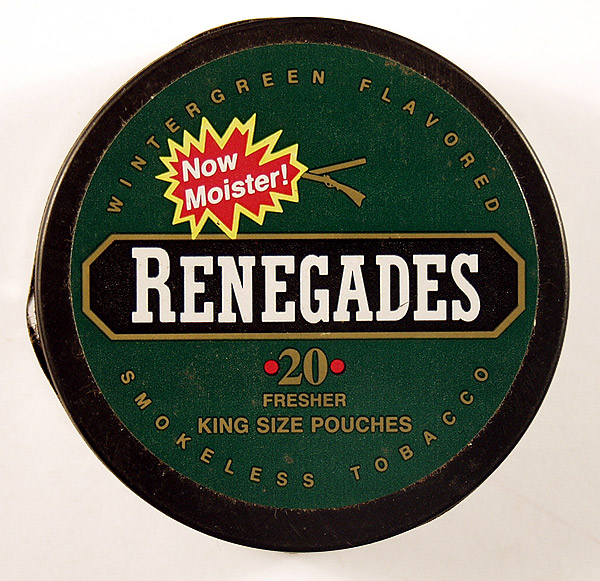 WINTERGREEN FLAVORED
Now
Moister!
RENEGADES
20
FRESHER
KING SIZE POUCHES
SMOKELESS TOBACCO